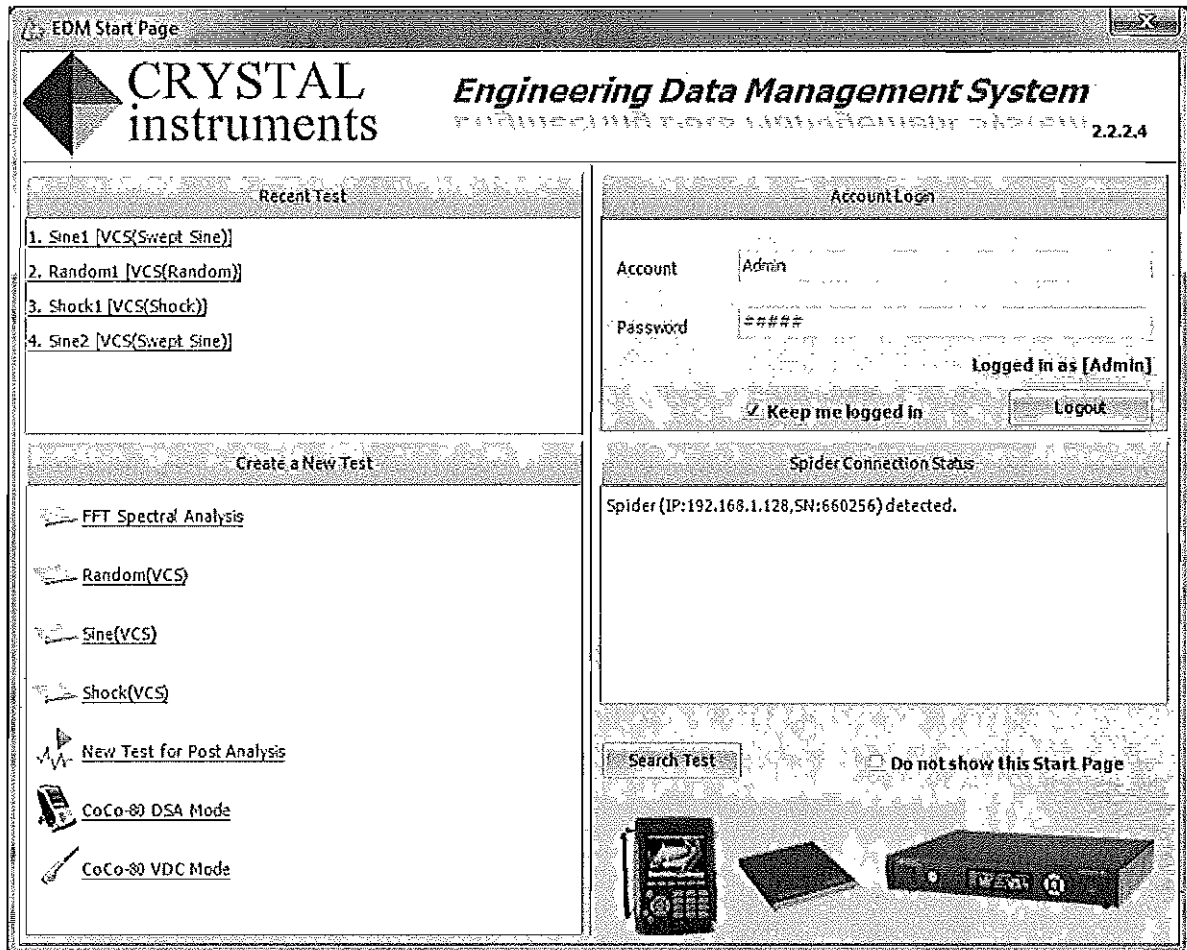 EDM Start Page
CRYSTAL
instruments
Engineering Data Management System
2.2.2.4
Recent Test
1. Sine1 [VCS(Swept Sine)]
2. Random1 [VCS(Random)]
3. Shock1 [VCS(Shock)]
4. Sine2 [VCS(Swept Sine)]
Create a New Test
FFT Spectral Analysis
Random(VCS)
Sine(VCS)
Shock(VCS)
New Test for Post Analysis
CoCo-80 DSA Mode
CoCo-80 VDC Mode
Account Login
Account Admin
Password #####
Logged in as [Admin]
Keep me logged in Logout
Spider Connection Status
Spider (IP:192.168.1.128,SN:660256) detected.
Search Test Do not show this Start Page